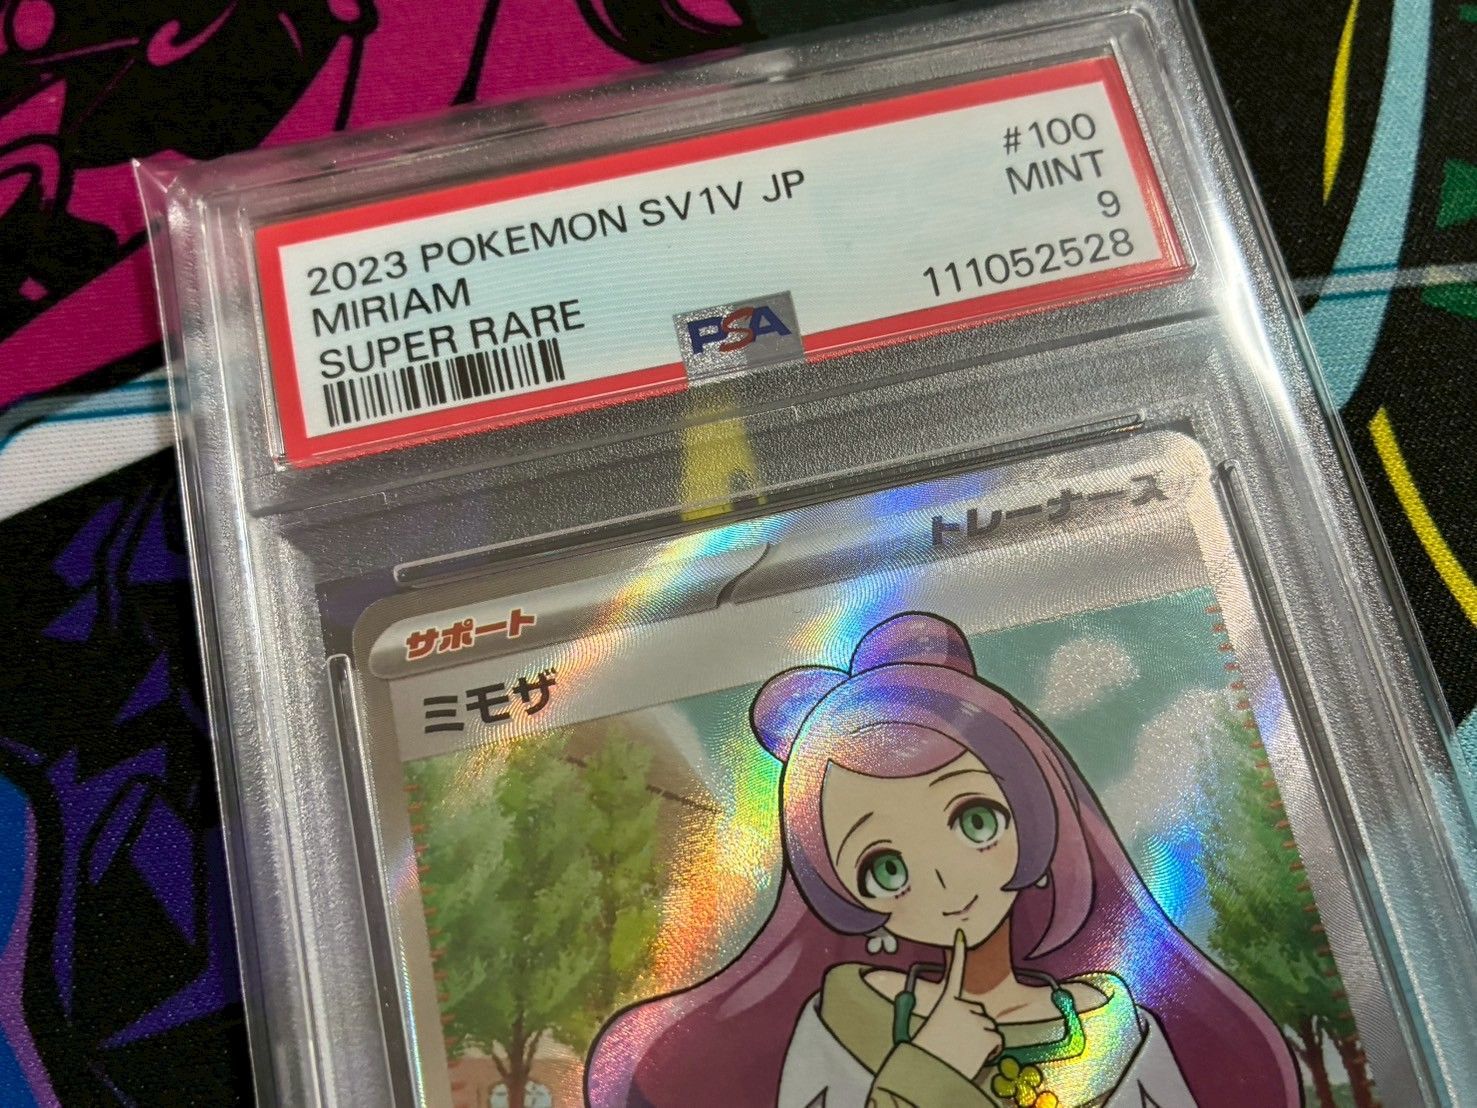 2023 POKEMON SV1V JP
#100
MIRIAM
MINT
SUPER RARE
9
111052528
PSA
サポート
トレーナーズ
ミモザ